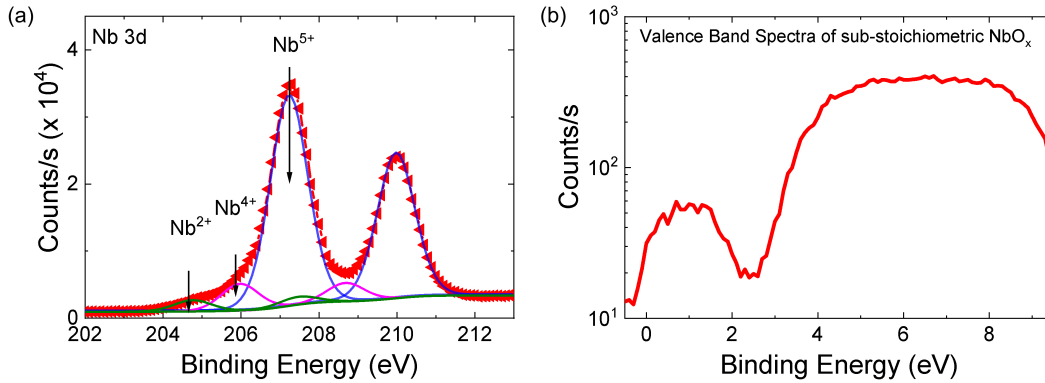 (a)
Nb 3d
Nb⁵⁺
Nb⁴⁺
Nb²⁺
Counts/s (x 10⁴)
4
2
0
202 204 206 208 210 212
Binding Energy (eV)
(b)
Valence Band Spectra of sub-stoichiometric NbOₓ
Counts/s
10³
10²
10¹
0 2 4 6 8
Binding Energy (eV)